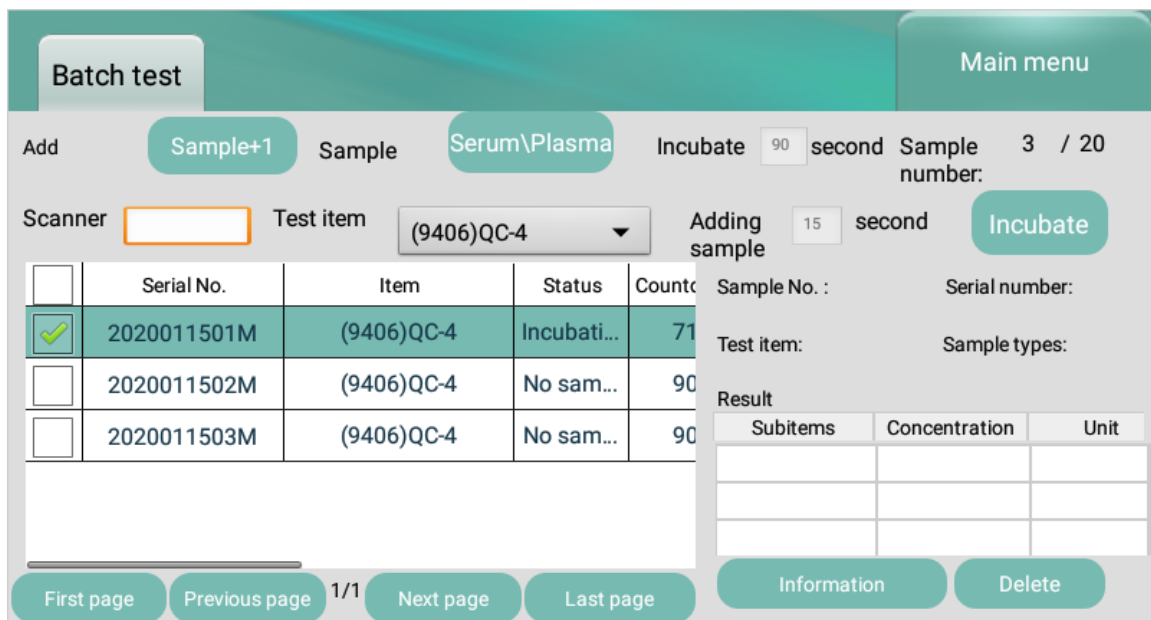 Batch test
Main menu
Add Sample+1 Sample Serum\Plasma Incubate 90 second Sample number: 3 / 20
Scanner Test item (9406)QC-4 Adding sample 15 second Incubate
Serial No. Item Status Countd
2020011501M (9406)QC-4 Incubati... 71
2020011502M (9406)QC-4 No sam... 90
2020011503M (9406)QC-4 No sam... 90
Sample No. : Serial number:
Test item: Sample types:
Result
Subitems Concentration Unit
First page Previous page 1/1 Next page Last page
Information Delete